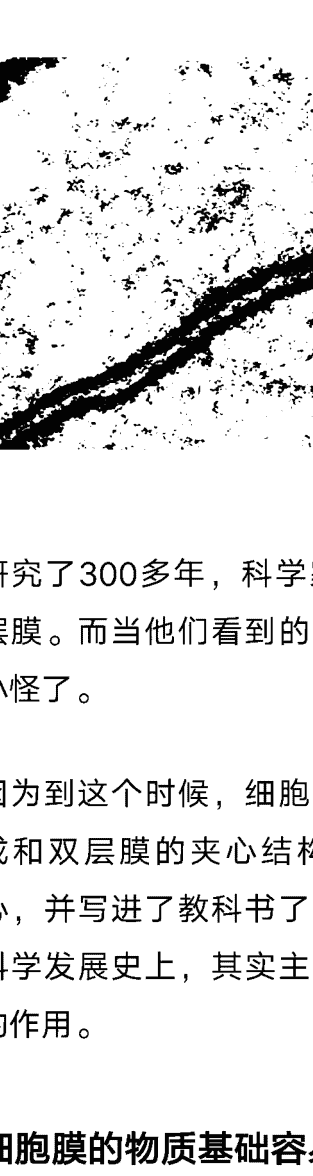 研究了300多年，科学家
层膜。而当他们看到的
小怪了。
因为到这个时候，细胞
成和双层膜的夹心结构
心，并写进了教科书了
科学发展史上，其实主
的作用。
细胞膜的物质基础容易